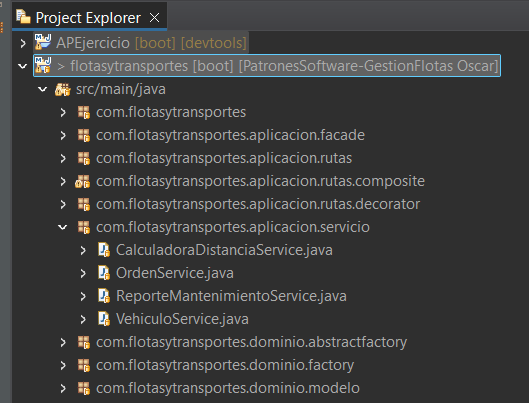 Project Explorer
APEjercicio [boot] [devtools]
> flotasytransportes [boot] [PatronesSoftware-GestionFlotas Oscar]
src/main/java
com.flotasytransportes
com.flotasytransportes.aplicacion.facade
com.flotasytransportes.aplicacion.rutas
com.flotasytransportes.aplicacion.rutas.composite
com.flotasytransportes.aplicacion.rutas.decorator
com.flotasytransportes.aplicacion.servicio
CalculadoraDistanciaService.java
OrdenService.java
ReporteMantenimientoService.java
VehiculoService.java
com.flotasytransportes.dominio.abstractfactory
com.flotasytransportes.dominio.factory
com.flotasytransportes.dominio.modelo